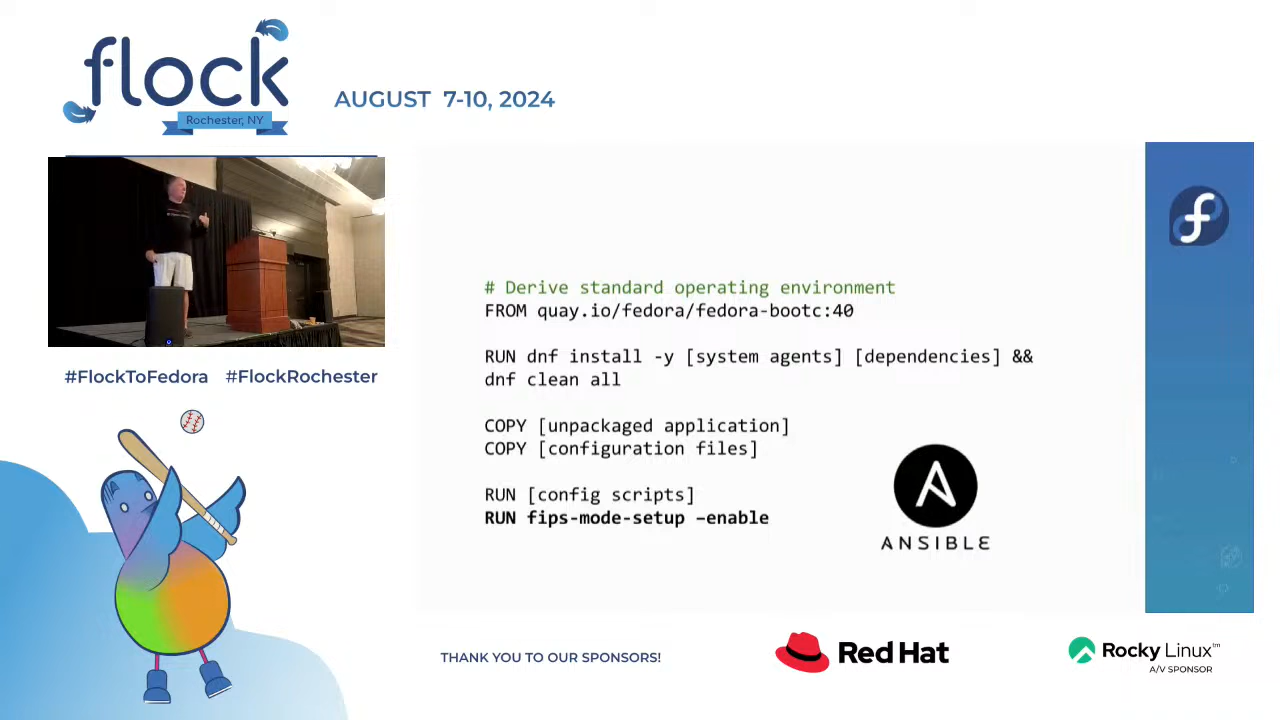 flock
Rochester, NY
AUGUST 7-10, 2024
#FlockToFedora #FlockRochester
# Derive standard operating environment
FROM quay.io/fedora/fedora-bootc:40
RUN dnf install -y [system agents] [dependencies] &&
dnf clean all
COPY [unpackaged application]
COPY [configuration files]
RUN [config scripts]
RUN fips-mode-setup –enable
ANSIBLE
THANK YOU TO OUR SPONSORS!
Red Hat
Rocky Linux™
A/V SPONSOR